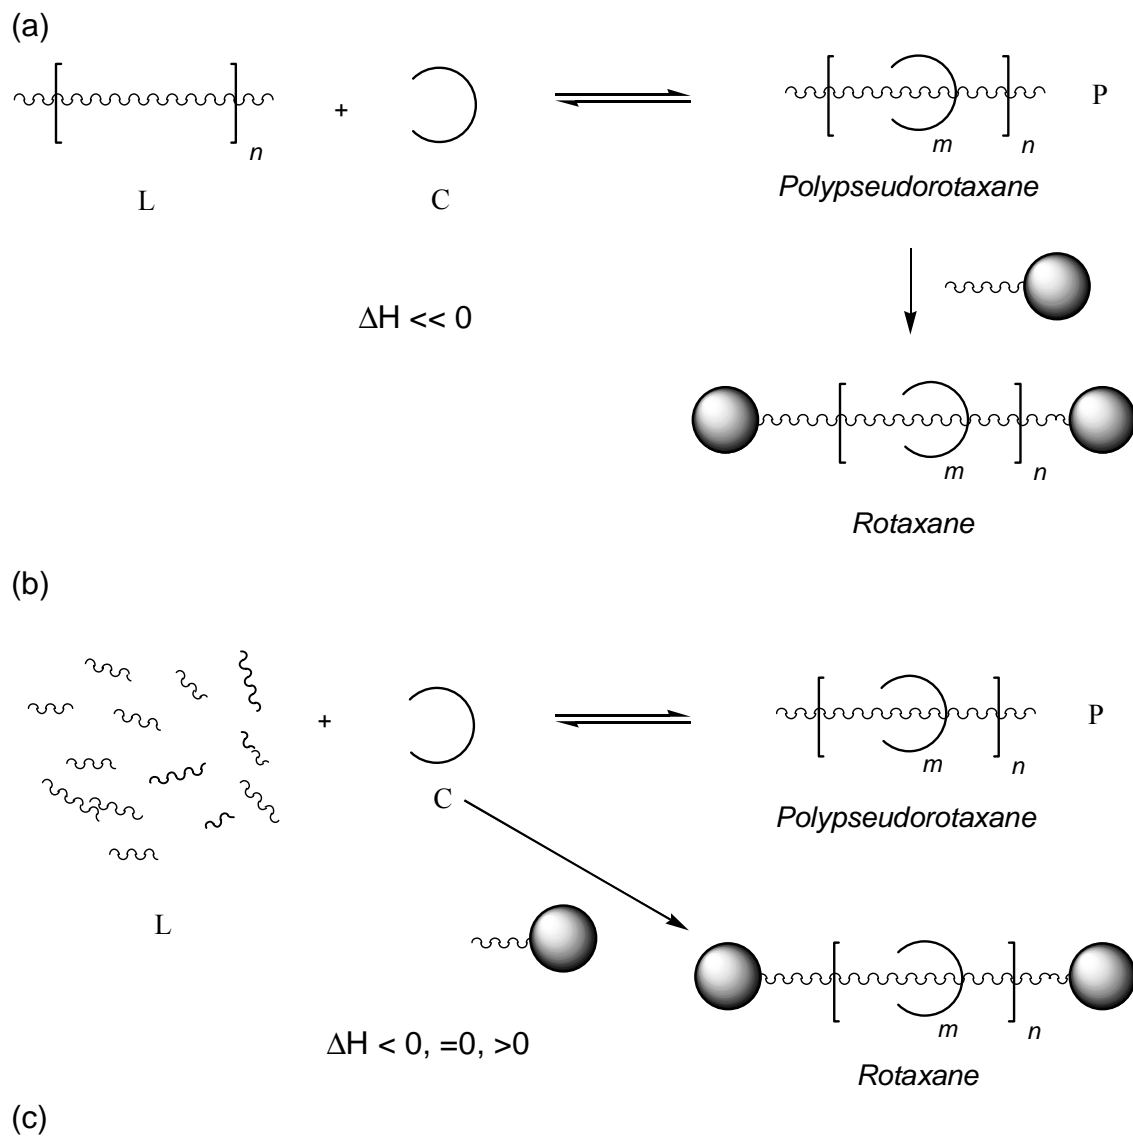 (a)
+
n
m
n
P
L
C
Polypseudorotaxane
ΔH << 0
m
n
Rotaxane
(b)
+
m
n
P
C
Polypseudorotaxane
L
m
n
ΔH < 0, =0, >0
Rotaxane
(c)